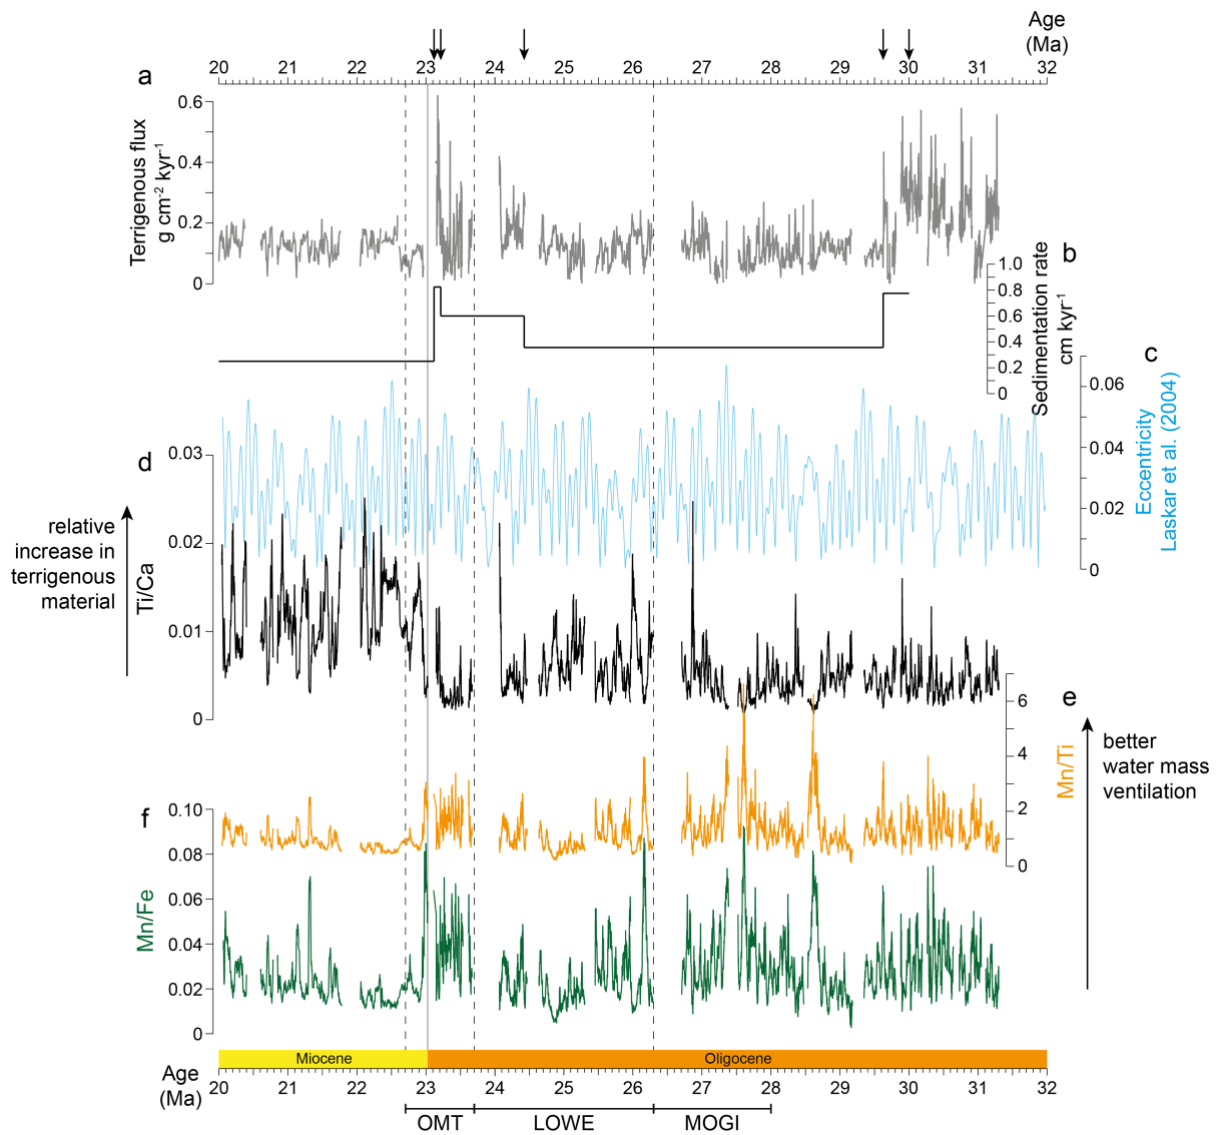 Age
(Ma)
20 21 22 23 24 25 26 27 28 29 30 31 32
a
0.6
0.4
0.2
0
Terrigenous flux
g cm-2 kyr-1
b
1.0
0.8
0.6
0.4
0.2
0
Sedimentation rate
cm kyr-1
c
0.06
0.04
0.02
0
Eccentricity
Laskar et al. (2004)
d
0.03
0.02
0.01
0
Ti/Ca
relative
increase in
terrigenous
material
e
6
4
2
0
Mn/Ti
better
water mass
ventilation
f
0.10
0.08
0.06
0.04
0.02
0
Mn/Fe
Miocene
Oligocene
Age
(Ma)
20 21 22 23 24 25 26 27 28 29 30 31 32
OMT LOWE MOGI